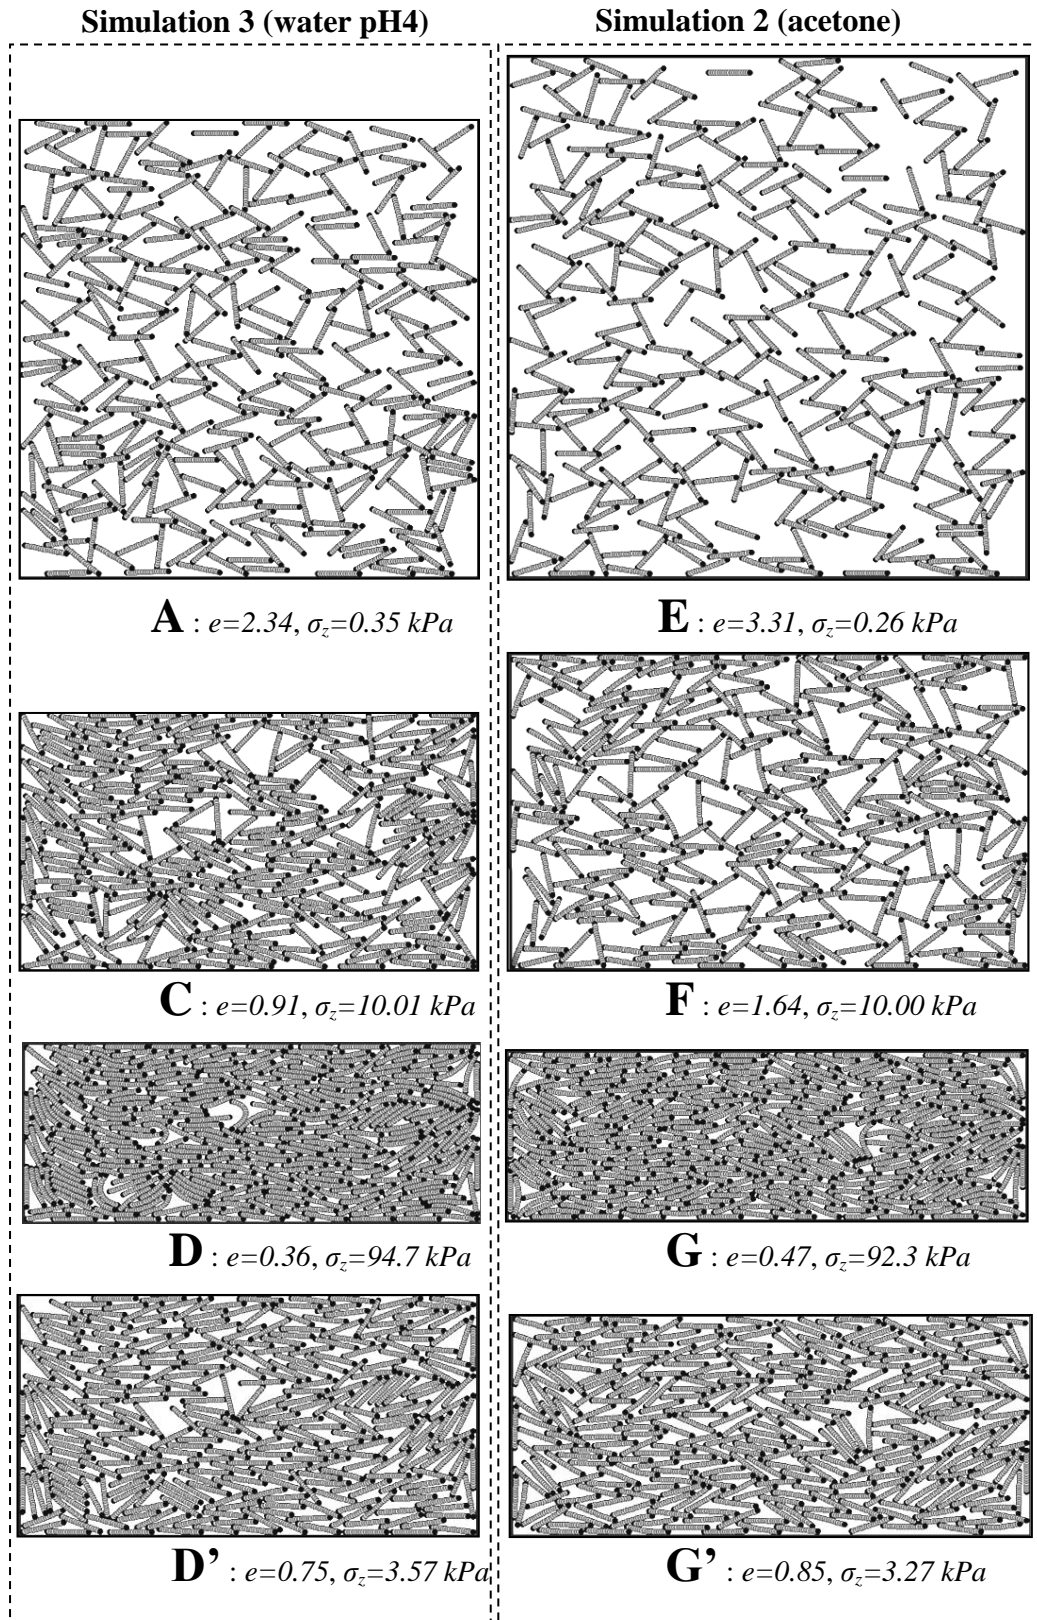 Simulation 3 (water pH4)
Simulation 2 (acetone)
A : e=2.34, σz=0.35 kPa
E : e=3.31, σz=0.26 kPa
C : e=0.91, σz=10.01 kPa
F : e=1.64, σz=10.00 kPa
D : e=0.36, σz=94.7 kPa
G : e=0.47, σz=92.3 kPa
D’ : e=0.75, σz=3.57 kPa
G’ : e=0.85, σz=3.27 kPa